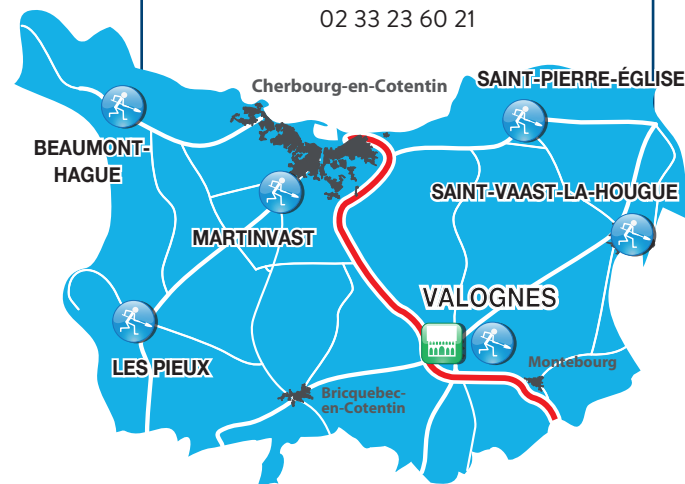 02 33 23 60 21
Cherbourg-en-Cotentin
SAINT-PIERRE-ÉGLISE
BEAUMONT-
HAGUE
SAINT-VAAST-LA-HOUGUE
MARTINVAST
VALOGNES
LES PIEUX
Montebourg
Bricquebec-
en-Cotentin